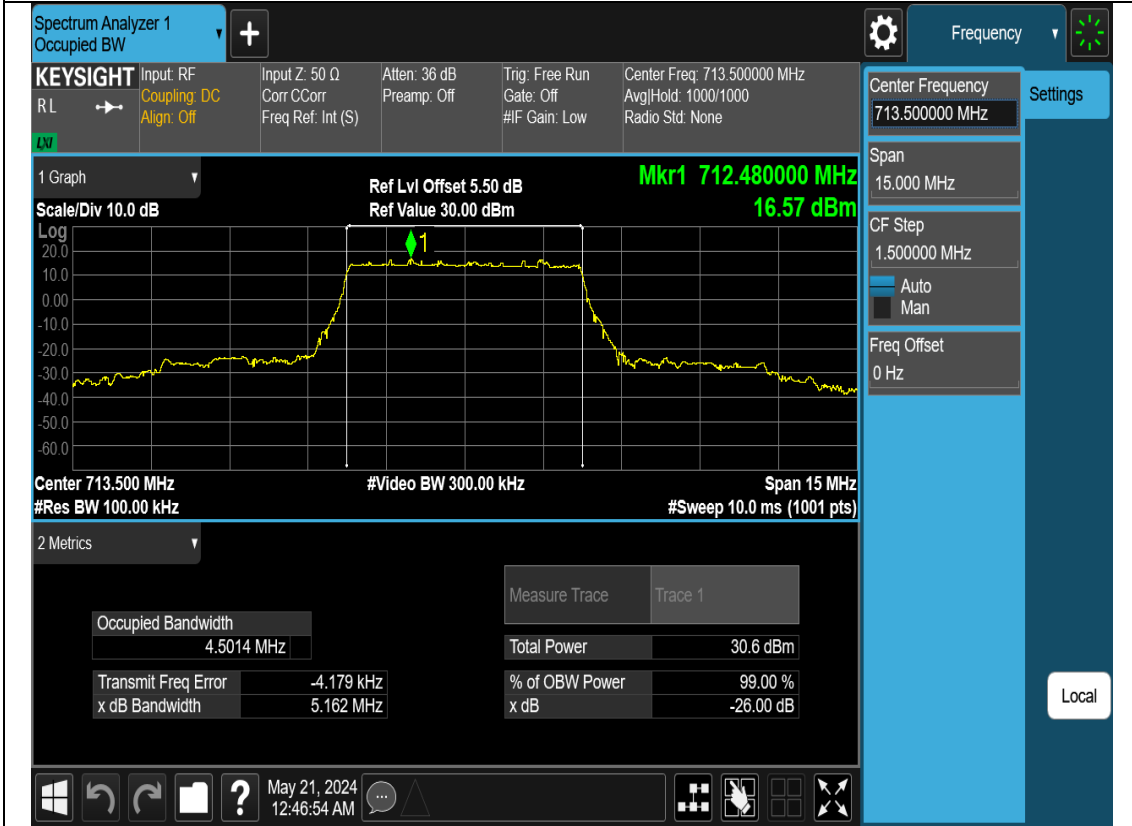 Spectrum Analyzer 1
Occupied BW
Frequency
KEYSIGHT
R L
LXI
Input: RF
Coupling: DC
Align: Off
Input Z: 50 Ω
Corr CCorr
Freq Ref: Int (S)
Atten: 36 dB
Preamp: Off
Trig: Free Run
Gate: Off
#IF Gain: Low
Center Freq: 713.500000 MHz
Avg|Hold: 1000/1000
Radio Std: None
Center Frequency
713.500000 MHz
Settings
Span
15.000 MHz
CF Step
1.500000 MHz
Auto
Man
Freq Offset
0 Hz
Local
1 Graph
Scale/Div 10.0 dB
Ref Lvl Offset 5.50 dB
Ref Value 30.00 dBm
Mkr1 712.480000 MHz
16.57 dBm
Log
1
20.0
10.0
0.00
-10.0
-20.0
-30.0
-40.0
-50.0
-60.0
Center 713.500 MHz
#Video BW 300.00 kHz
Span 15 MHz
#Res BW 100.00 kHz
#Sweep 10.0 ms (1001 pts)
2 Metrics
Measure Trace Trace 1
Occupied Bandwidth
4.5014 MHz
Total Power 30.6 dBm
Transmit Freq Error -4.179 kHz
% of OBW Power 99.00 %
x dB Bandwidth 5.162 MHz
x dB -26.00 dB
?
May 21, 2024
12:46:54 AM